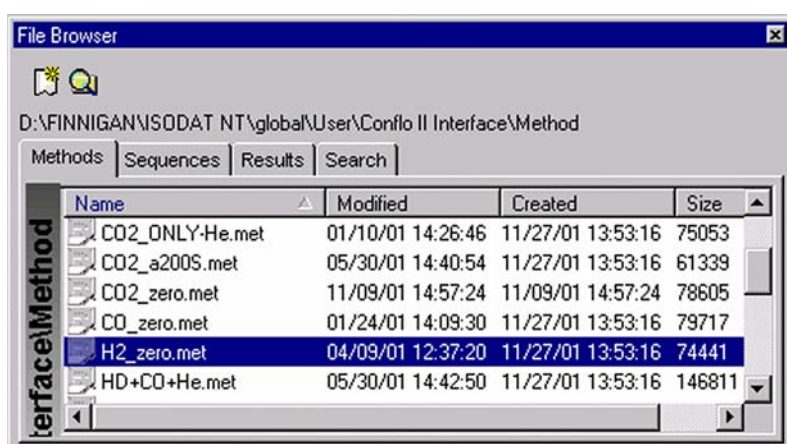 File Browser
D:\FINNIGAN\ISODAT NT\global\User\Conflo II Interface\Method
Methods Sequences Results Search
Name Modified Created Size
CO2_ONLY-He.met 01/10/01 14:26:46 11/27/01 13:53:16 75053
CO2_a200S.met 05/30/01 14:40:54 11/27/01 13:53:16 61339
CO2_zero.met 11/09/01 14:57:24 11/09/01 14:57:24 78605
CO_zero.met 01/24/01 14:09:30 11/27/01 13:53:16 79717
H2_zero.met 04/09/01 12:37:20 11/27/01 13:53:16 74441
HD+CO+He.met 05/30/01 14:42:50 11/27/01 13:53:16 146811
terface\Method